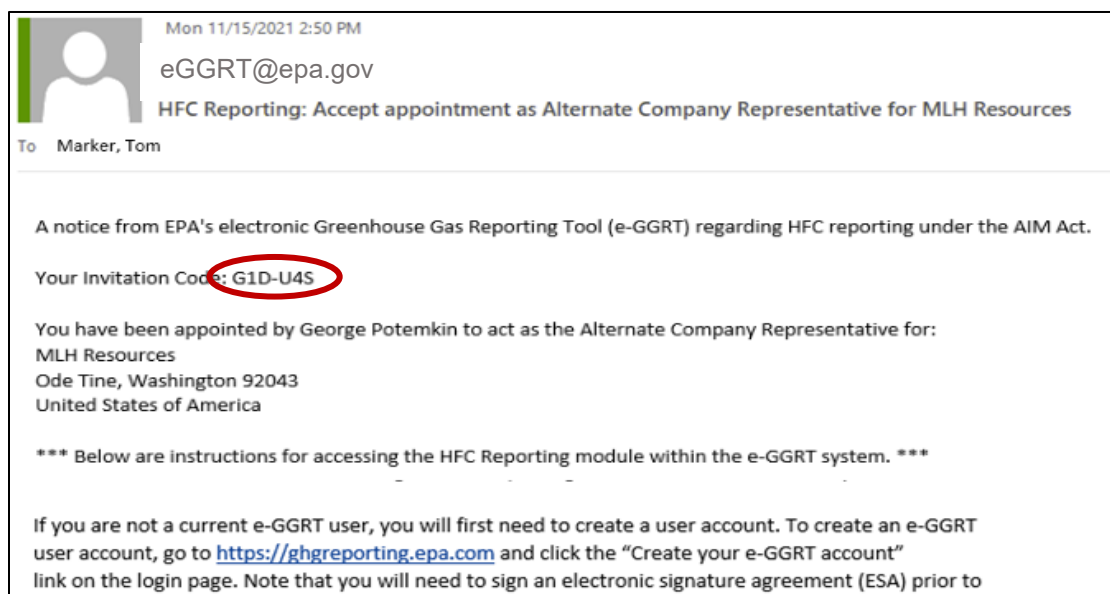 Mon 11/15/2021 2:50 PM
eGGRT@epa.gov
HFC Reporting: Accept appointment as Alternate Company Representative for MLH Resources
To Marker, Tom
A notice from EPA's electronic Greenhouse Gas Reporting Tool (e-GGRT) regarding HFC reporting under the AIM Act.
Your Invitation Code: G1D-U4S
You have been appointed by George Potemkin to act as the Alternate Company Representative for:
MLH Resources
Ode Tine, Washington 92043
United States of America
*** Below are instructions for accessing the HFC Reporting module within the e-GGRT system. ***
If you are not a current e-GGRT user, you will first need to create a user account. To create an e-GGRT
user account, go to https://ghgreporting.epa.com and click the “Create your e-GGRT account”
link on the login page. Note that you will need to sign an electronic signature agreement (ESA) prior to